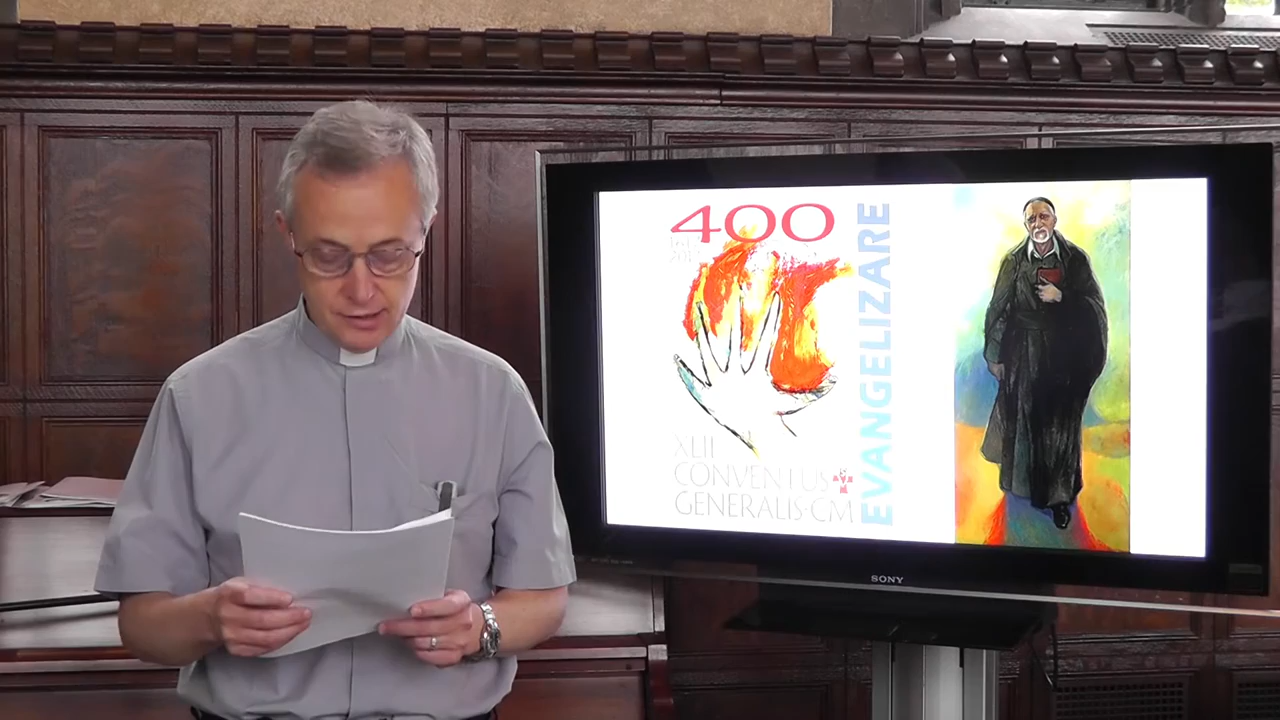 400
EVANGELIZARE
XLII
CONVENTUS
GENERALIS·CM
SONY